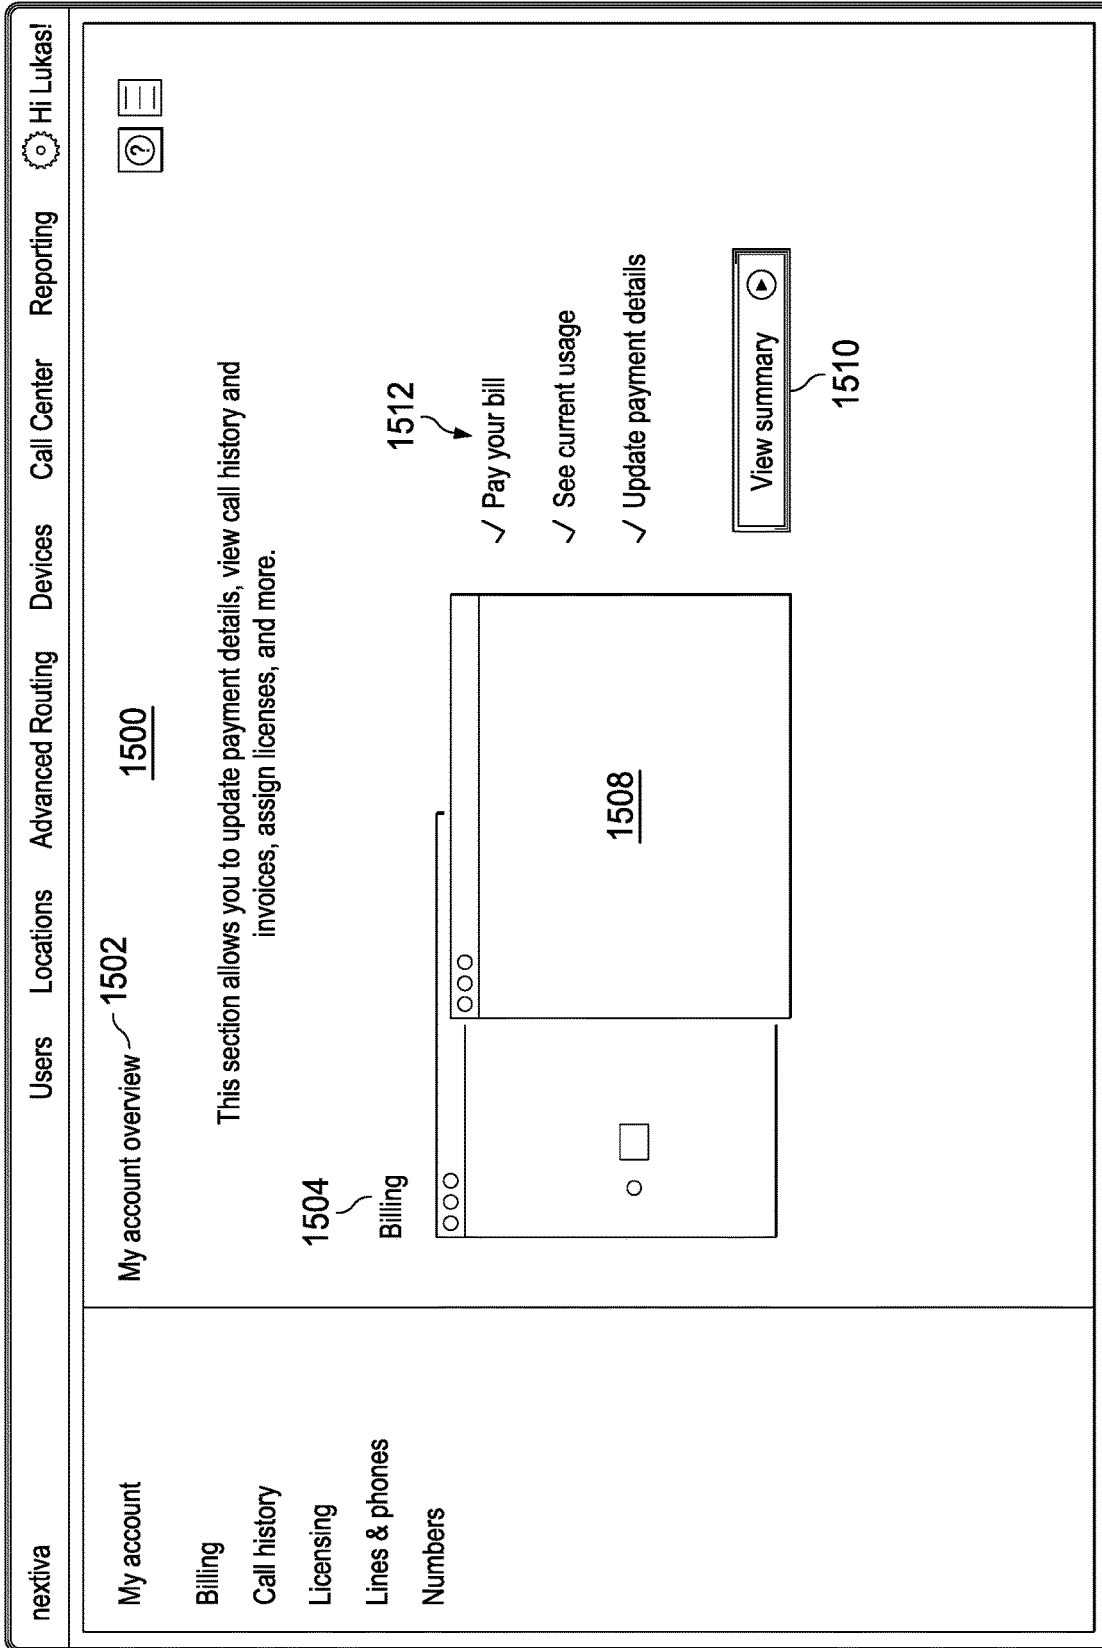 nextiva
Users Locations Advanced Routing Devices Call Center Reporting Hi Lukas!
My account
Billing
Call history
Licensing
Lines & phones
Numbers
My account overview 1502
1500
?
This section allows you to update payment details, view call history and
invoices, assign licenses, and more.
1504
Billing
1508
1512
✓ Pay your bill
✓ See current usage
✓ Update payment details
View summary
1510